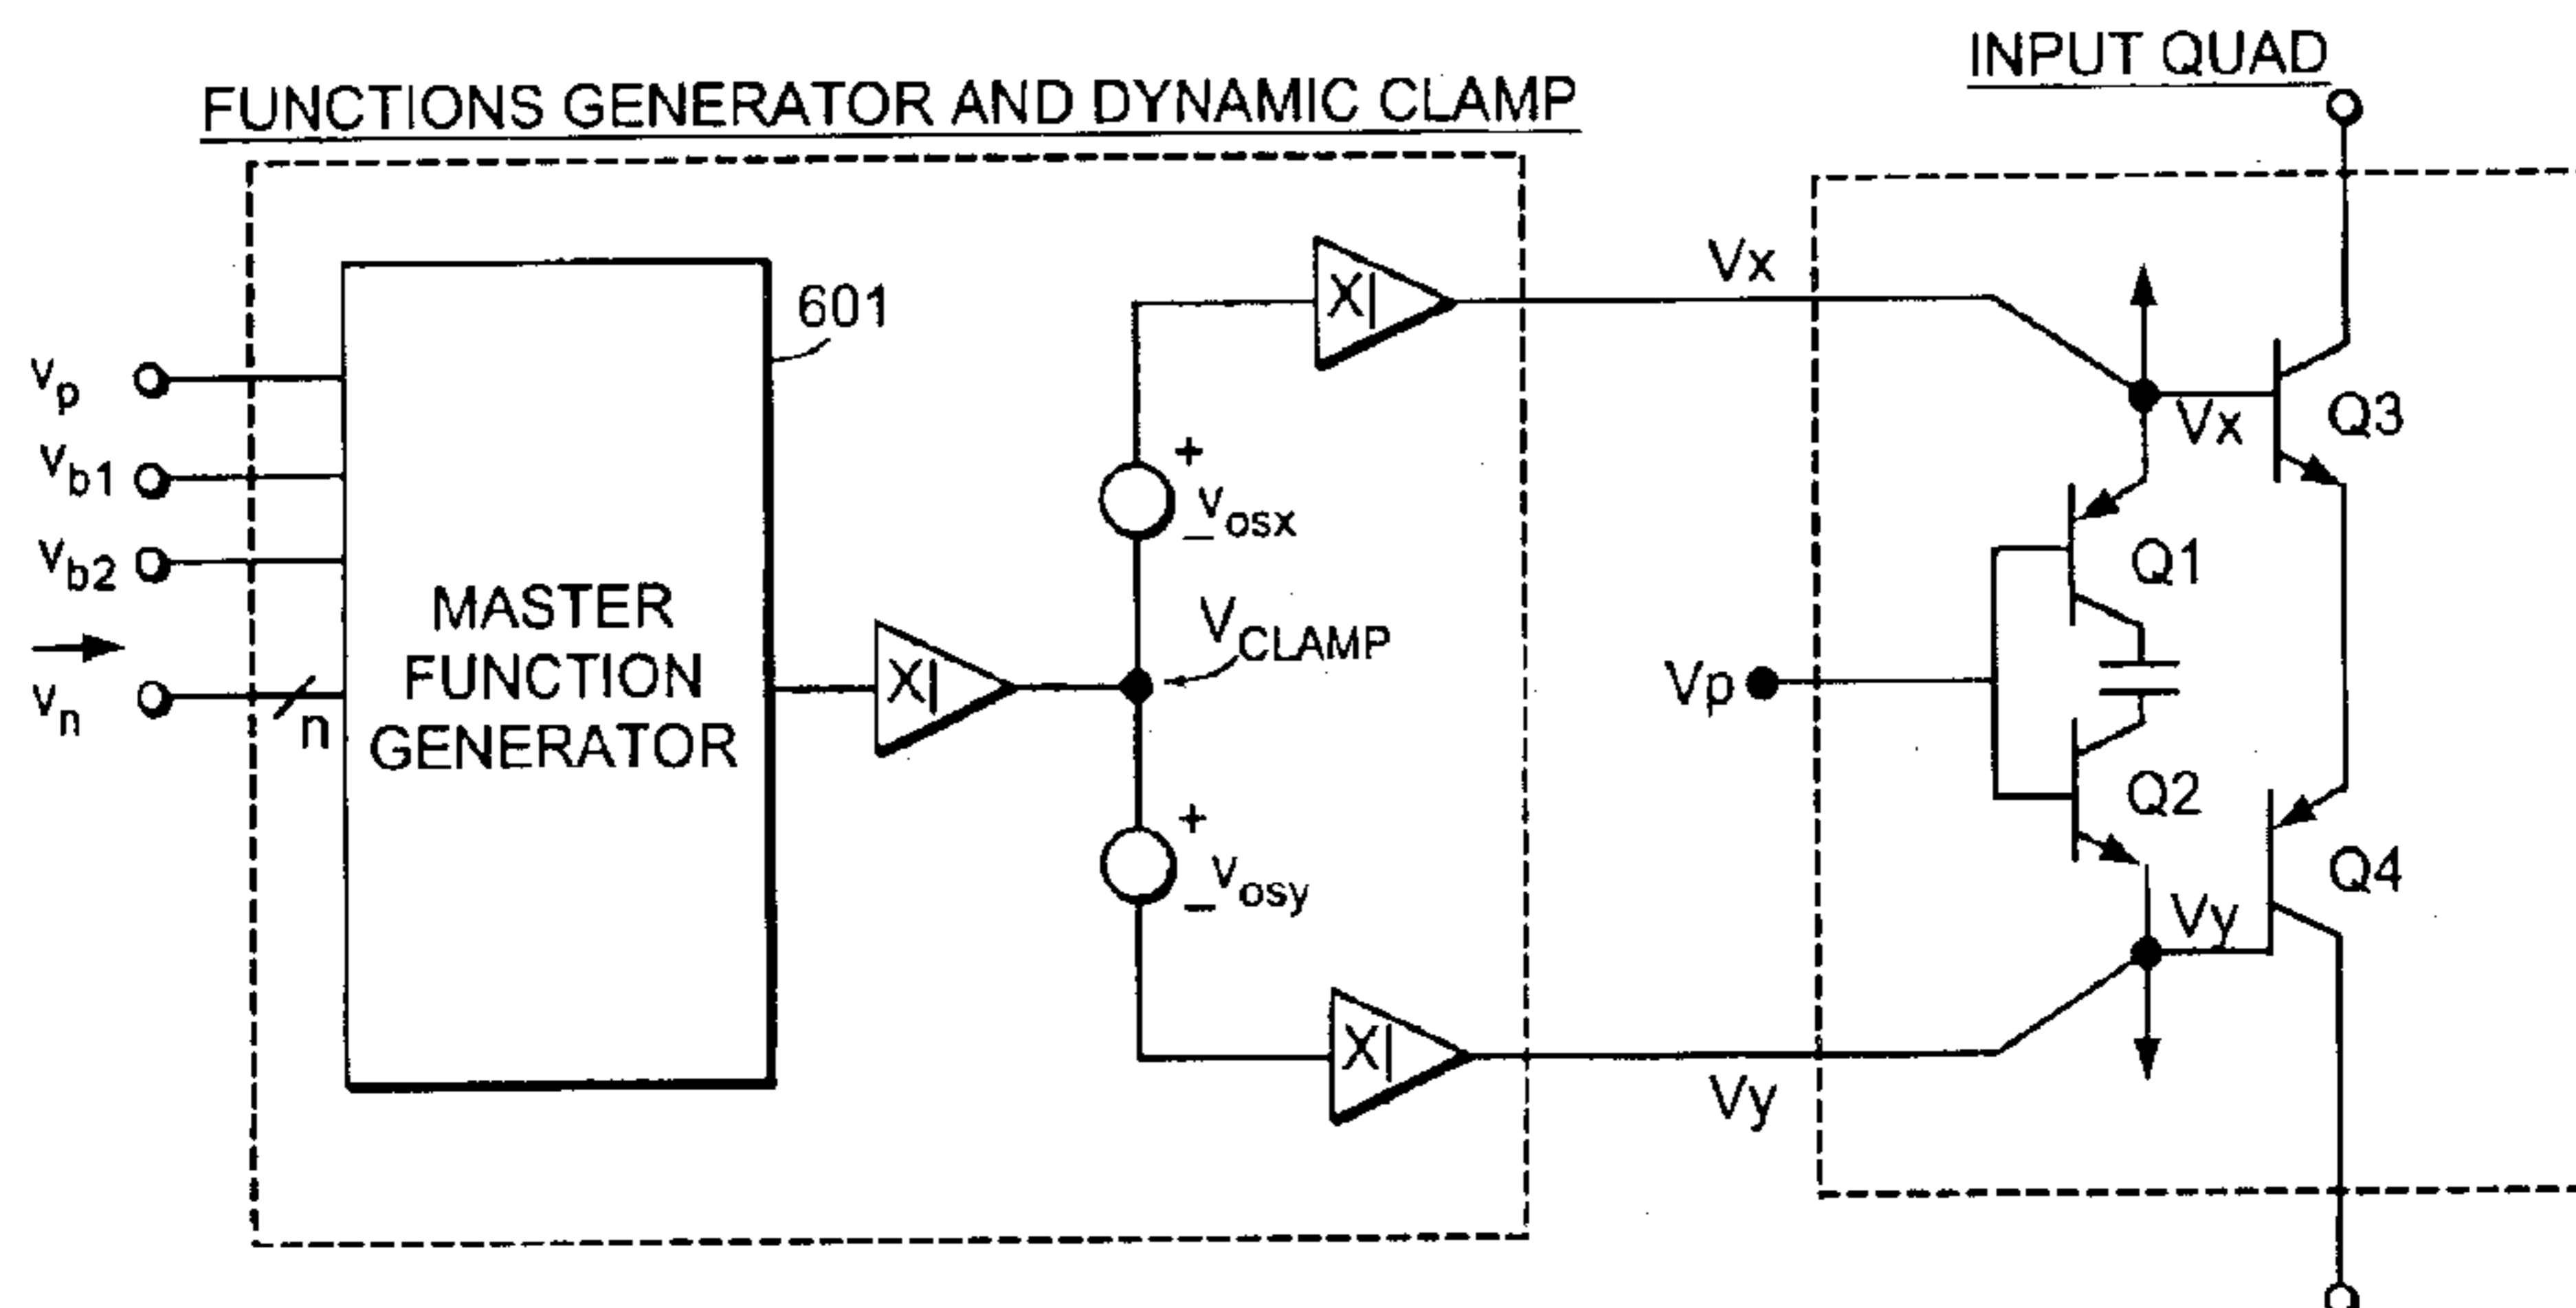 INPUT QUAD
FUNCTIONS GENERATOR AND DYNAMIC CLAMP
601
MASTER
FUNCTION
GENERATOR
vp
vb1
vb2
vn
n
X|
X|
X|
+
- vosx
VCLAMP
+
- vosy
Vx
Vy
Vp
Vx
Q3
Q1
Q2
Vy
Q4